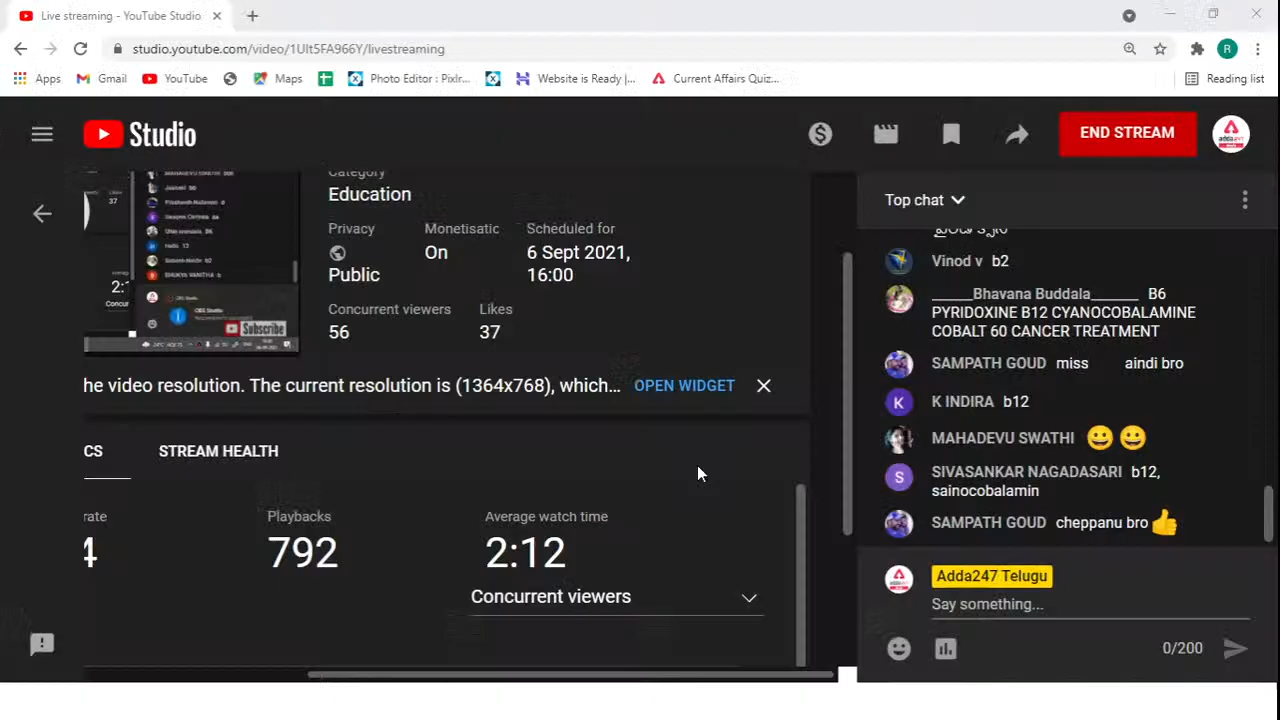 Live streaming - YouTube Studio
studio.youtube.com/video/1UIt5FA966Y/livestreaming
R
Apps
Gmail
YouTube
Maps
Photo Editor : Pixlr...
Website is Ready |...
Current Affairs Quiz...
Reading list
Studio
END STREAM
Category
Education
Privacy
Monetisatic
Scheduled for
Public
On
6 Sept 2021,
16:00
Concurrent viewers
Likes
56
37
Subscribe
he video resolution. The current resolution is (1364x768), which...
OPEN WIDGET
CS
STREAM HEALTH
rate
Playbacks
Average watch time
4
792
2:12
Concurrent viewers
Top chat
Vinod v b2
______Bhavana Buddala______ B6
PYRIDOXINE B12 CYANOCOBALAMINE
COBALT 60 CANCER TREATMENT
SAMPATH GOUD miss aindi bro
K
K INDIRA b12
MAHADEVU SWATHI 😀 😀
S
SIVASANKAR NAGADASARI b12,
sainocobalamin
SAMPATH GOUD cheppanu bro 👍
Adda247 Telugu
Say something...
0/200